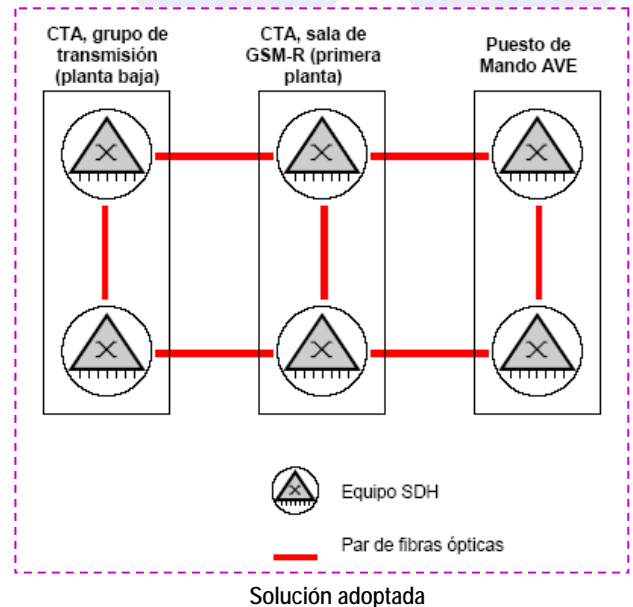 CTA, grupo de
transmisión
(planta baja)
CTA, sala de
GSM-R (primera
planta)
Puesto de
Mando AVE
Equipo SDH
Par de fibras ópticas
Solución adoptada